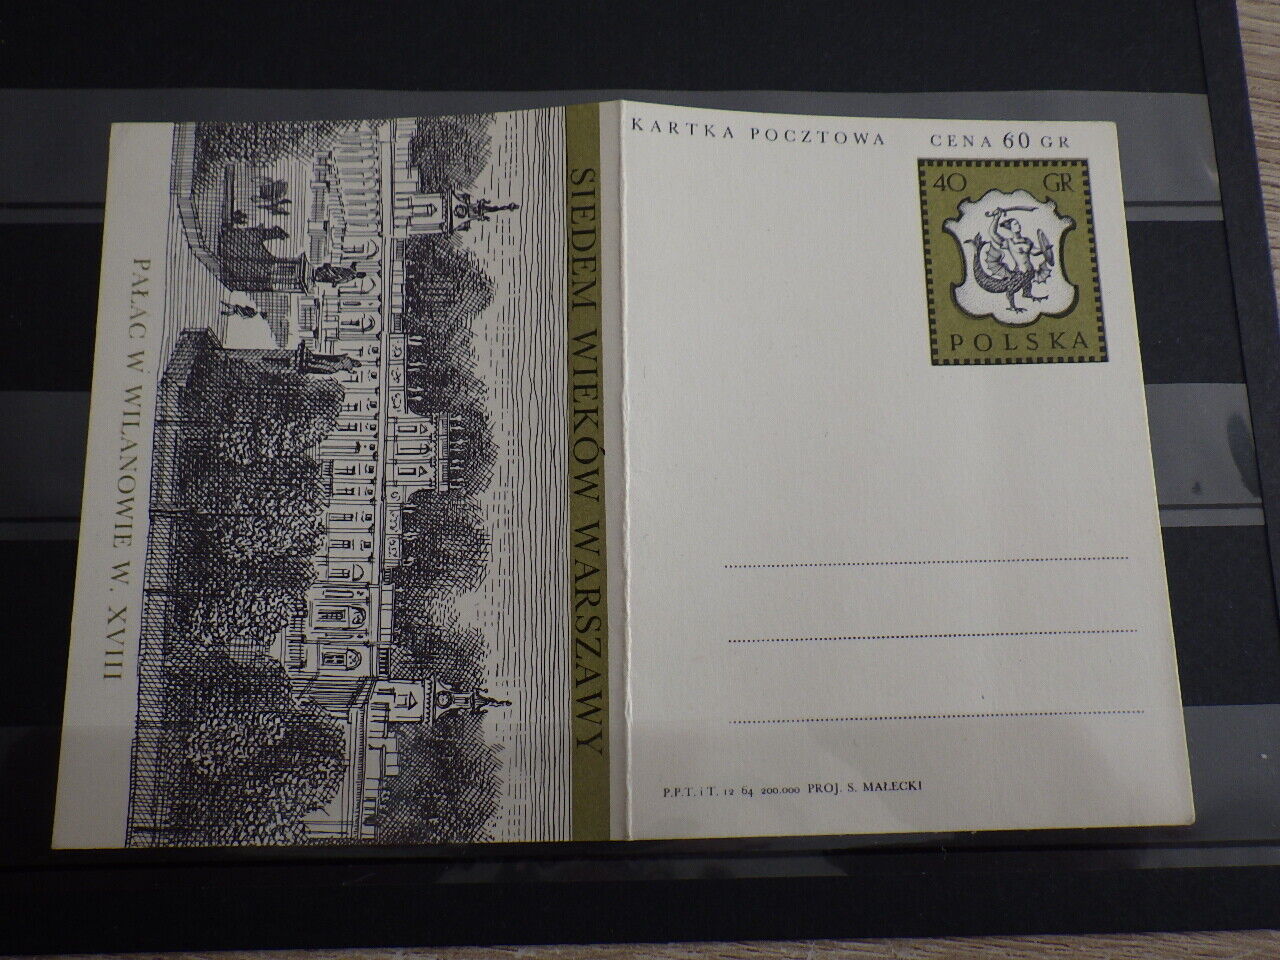 SIEDEM WIEKÓW WARSZAWY
PAŁAC W WILANOWIE W. XVIII
KARTKA POCZTOWA
CENA 60 GR
40 GR
POLSKA
P.P.T. i T. 12 64 200.000 PROJ. S. MAŁECKI